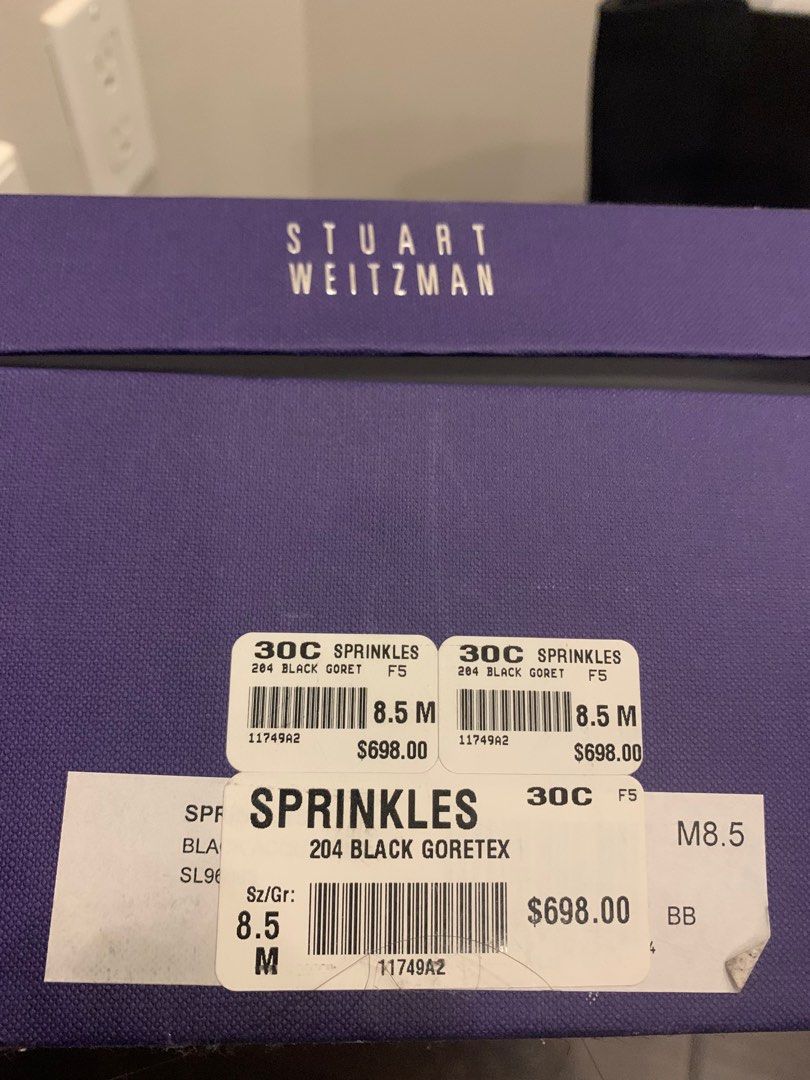 STUART
WEITZMAN
30C SPRINKLES
204 BLACK GORET F5
8.5 M
11749A2
$698.00
30C SPRINKLES
204 BLACK GORET F5
8.5 M
11749A2
$698.00
SPRINKLES 30C F5
204 BLACK GORETEX
Sz/Gr:
8.5
M
$698.00
11749A2
SPR
BLA
SL96
M8.5
BB
4